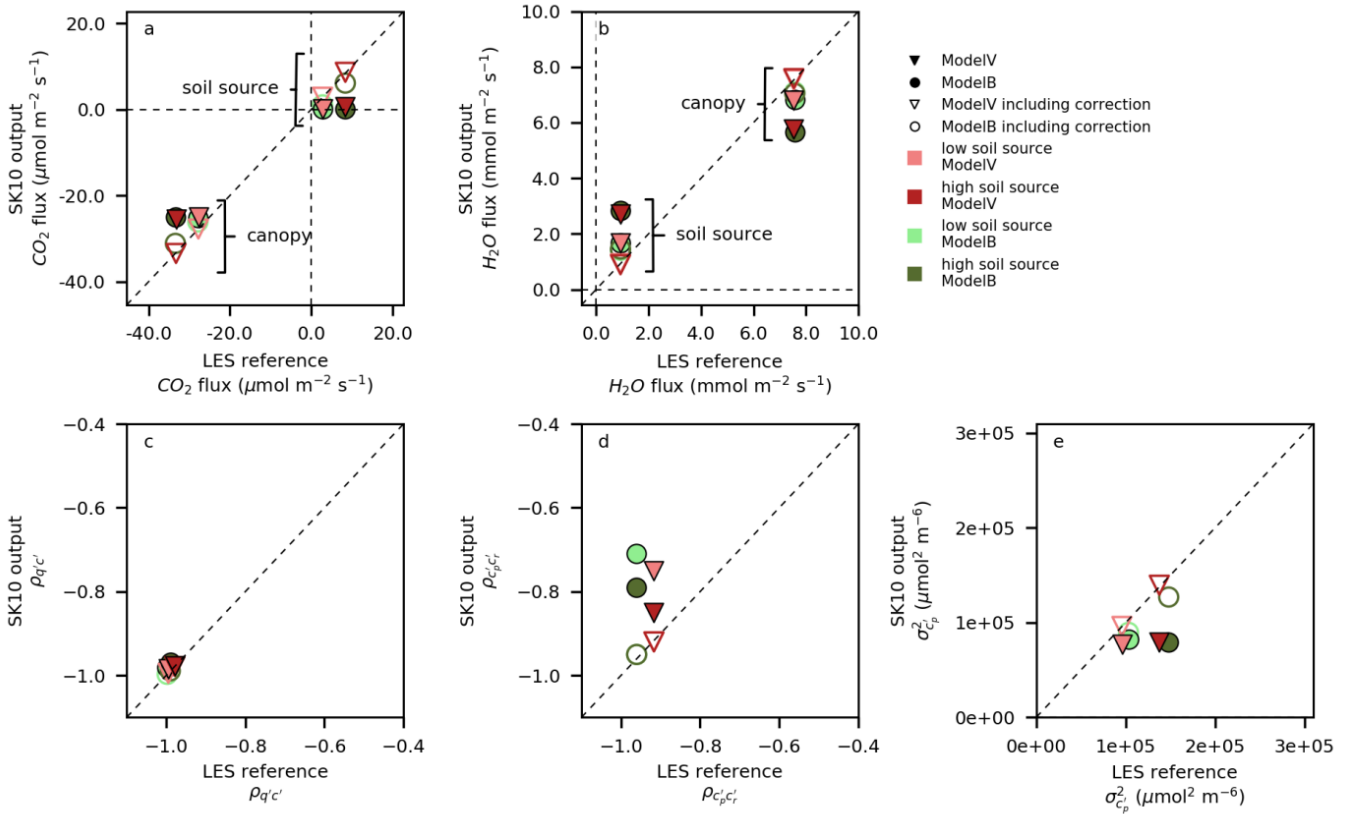 a
SK10 output
CO₂ flux (μmol m⁻² s⁻¹)
20.0
0.0
-20.0
-40.0
soil source
canopy
-40.0 -20.0 0.0 20.0
LES reference
CO₂ flux (μmol m⁻² s⁻¹)
b
SK10 output
H₂O flux (mmol m⁻² s⁻¹)
10.0
8.0
6.0
4.0
2.0
0.0
canopy
soil source
0.0 2.0 4.0 6.0 8.0 10.0
LES reference
H₂O flux (mmol m⁻² s⁻¹)
ModelV
ModelB
ModelV including correction
ModelB including correction
low soil source
ModelV
high soil source
ModelV
low soil source
ModelB
high soil source
ModelB
c
SK10 output
ρ_q′c′
−0.4
−0.6
−0.8
−1.0
−1.0 −0.8 −0.6 −0.4
LES reference
ρ_q′c′
d
SK10 output
ρ_c′ₚc′ᵣ
−0.4
−0.6
−0.8
−1.0
−1.0 −0.8 −0.6 −0.4
LES reference
ρ_c′ₚc′ᵣ
e
SK10 output
σ²_c′ₚ (μmol² m⁻⁶)
3e+05
2e+05
1e+05
0e+00
0e+00 1e+05 2e+05 3e+05
LES reference
σ²_c′ₚ (μmol² m⁻⁶)